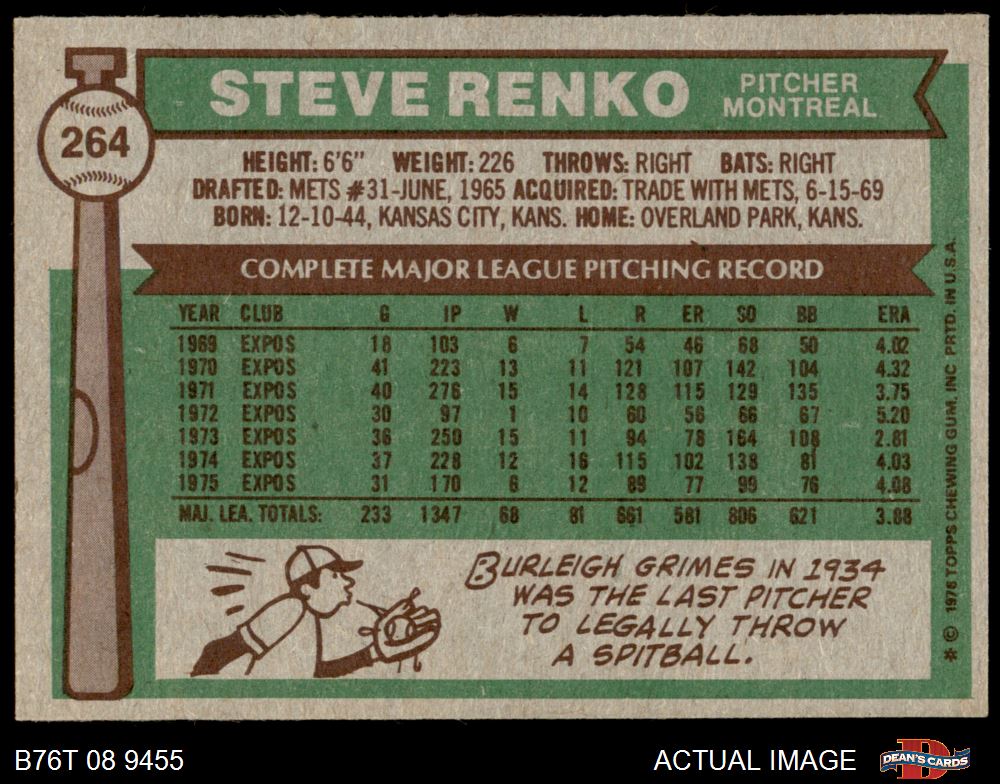 264
STEVE RENKO
PITCHER
MONTREAL
HEIGHT: 6'6" WEIGHT: 226 THROWS: RIGHT BATS: RIGHT
DRAFTED: METS #31-JUNE, 1965 ACQUIRED: TRADE WITH METS, 6-15-69
BORN: 12-10-44, KANSAS CITY, KANS. HOME: OVERLAND PARK, KANS.
COMPLETE MAJOR LEAGUE PITCHING RECORD
YEAR CLUB G IP W L R ER SO BB ERA
1969 EXPOS 18 103 6 7 54 46 68 50 4.02
1970 EXPOS 41 223 13 11 121 107 142 104 4.32
1971 EXPOS 40 276 15 14 128 115 129 135 3.75
1972 EXPOS 30 97 1 10 60 56 66 67 5.20
1973 EXPOS 36 250 15 11 94 78 164 108 2.81
1974 EXPOS 37 228 12 16 115 102 138 81 4.03
1975 EXPOS 31 170 6 12 89 77 99 76 4.08
MAJ. LEA. TOTALS: 233 1347 68 81 661 581 806 621 3.88
BURLEIGH GRIMES IN 1934
WAS THE LAST PITCHER
TO LEGALLY THROW
A SPITBALL.
* © 1976 TOPPS CHEWING GUM, INC PRTD. IN U.S.A.
B76T 08 9455
ACTUAL IMAGE
DEAN'S CARDS